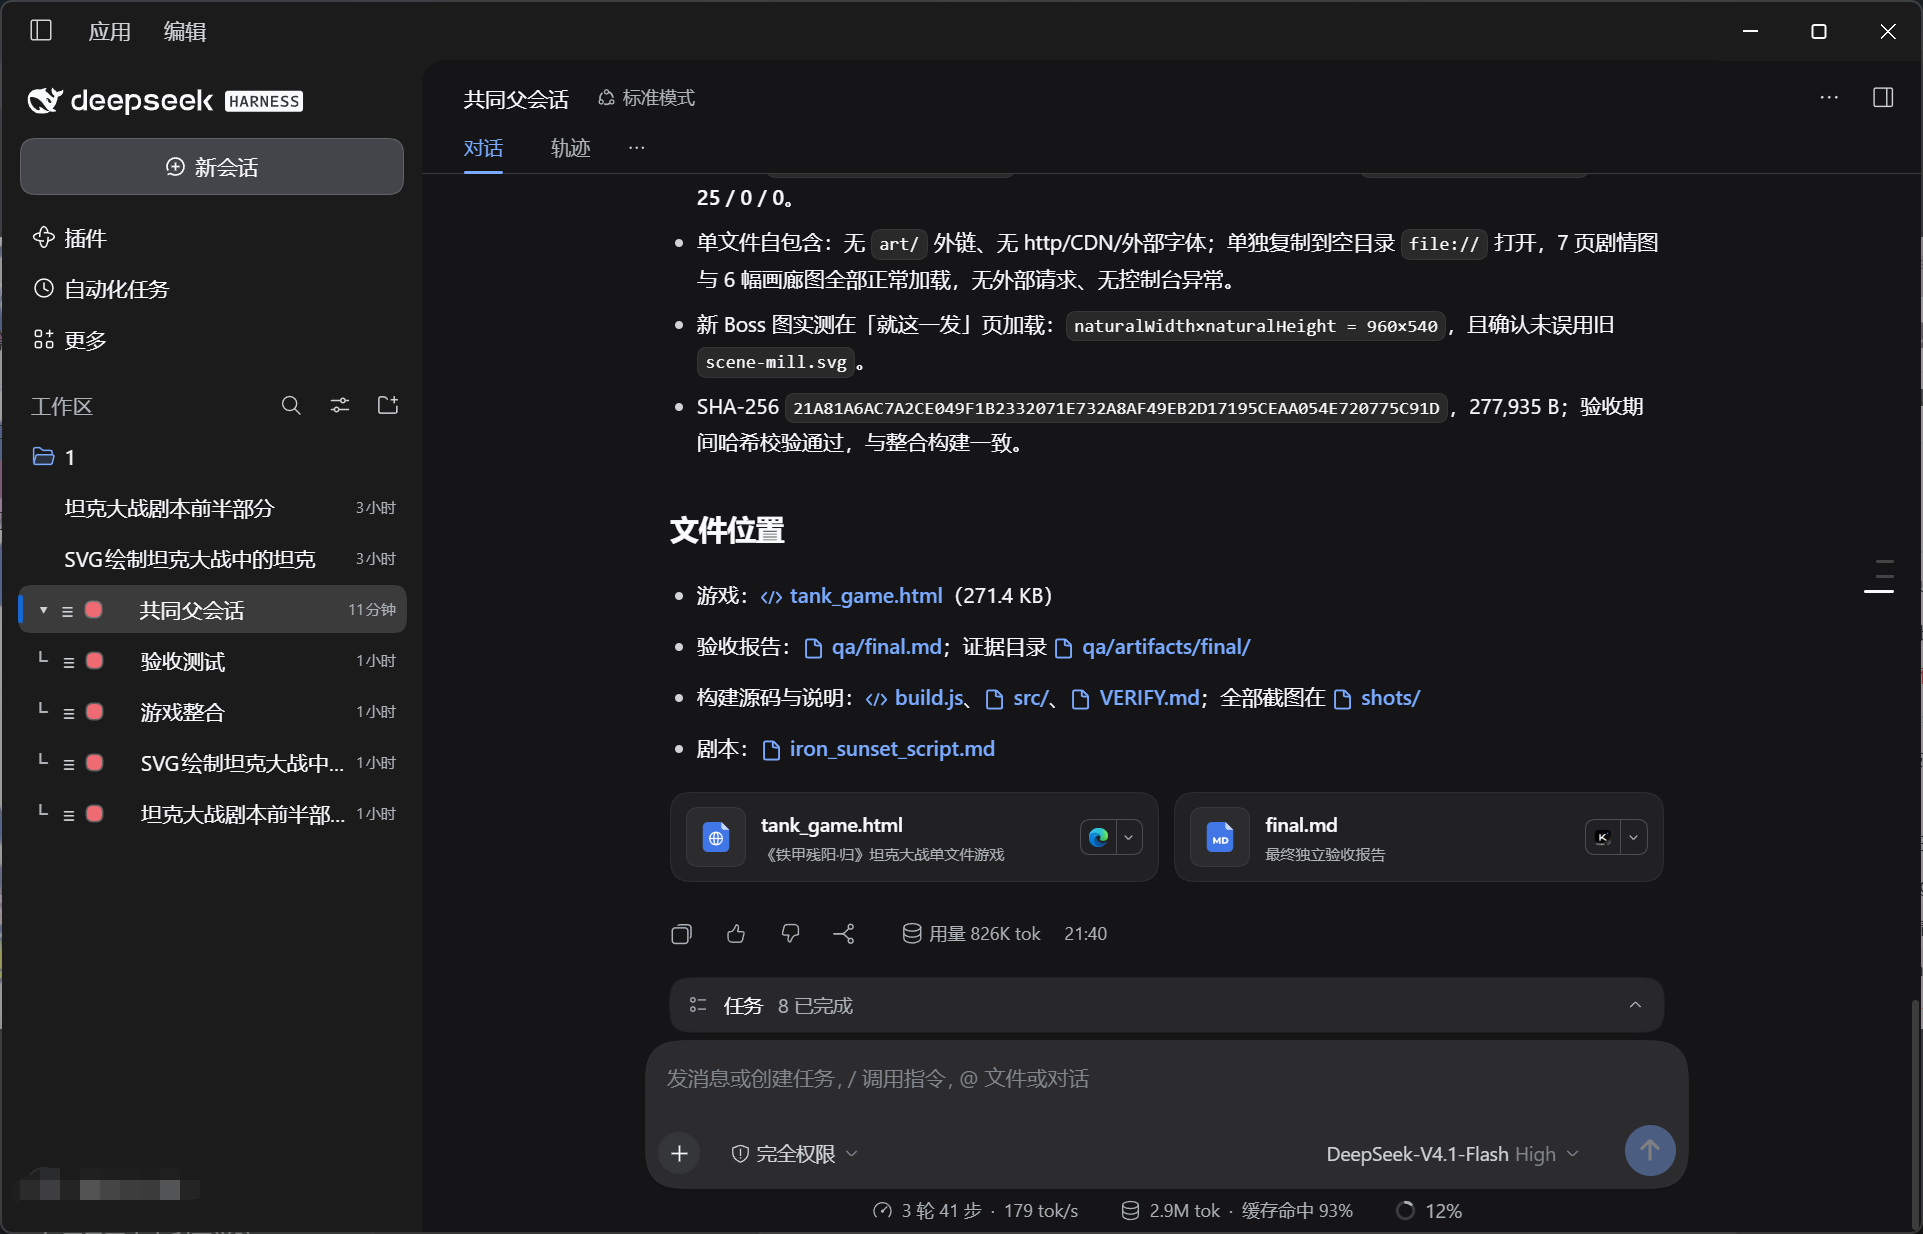 应用 编辑
deepseek HARNESS
新会话
插件
自动化任务
更多
工作区
1
坦克大战剧本前半部分 3小时
SVG绘制坦克大战中的坦克 3小时
共同父会话 11分钟
验收测试 1小时
游戏整合 1小时
SVG绘制坦克大战中... 1小时
坦克大战剧本前半部... 1小时
共同父会话 标准模式
对话 轨迹 ...
25 / 0 / 0。
单文件自包含：无 art/ 外链、无 http/CDN/外部字体；单独复制到空目录 file:// 打开，7 页剧情图
与 6 幅画廊图全部正常加载，无外部请求、无控制台异常。
新 Boss 图实测在「就这一发」页加载：naturalWidth×naturalHeight = 960×540，且确认未误用旧
scene-mill.svg。
SHA-256 21A81A6AC7A2CE049F1B2332071E732A8AF49EB2D17195CEAA054E720775C91D，277,935 B；验收期
间哈希校验通过，与整合构建一致。
文件位置
游戏：</> tank_game.html (271.4 KB)
验收报告：qa/final.md；证据目录 qa/artifacts/final/
构建源码与说明：</> build.js、src/、VERIFY.md；全部截图在 shots/
剧本：iron_sunset_script.md
tank_game.html
《铁甲残阳·归》坦克大战单文件游戏
MD
final.md
最终独立验收报告
K
用量 826K tok 21:40
任务 8 已完成
发消息或创建任务, / 调用指令, @ 文件或对话
完全权限
DeepSeek-V4.1-Flash High
3 轮 41 步 · 179 tok/s 2.9M tok · 缓存命中 93% 12%